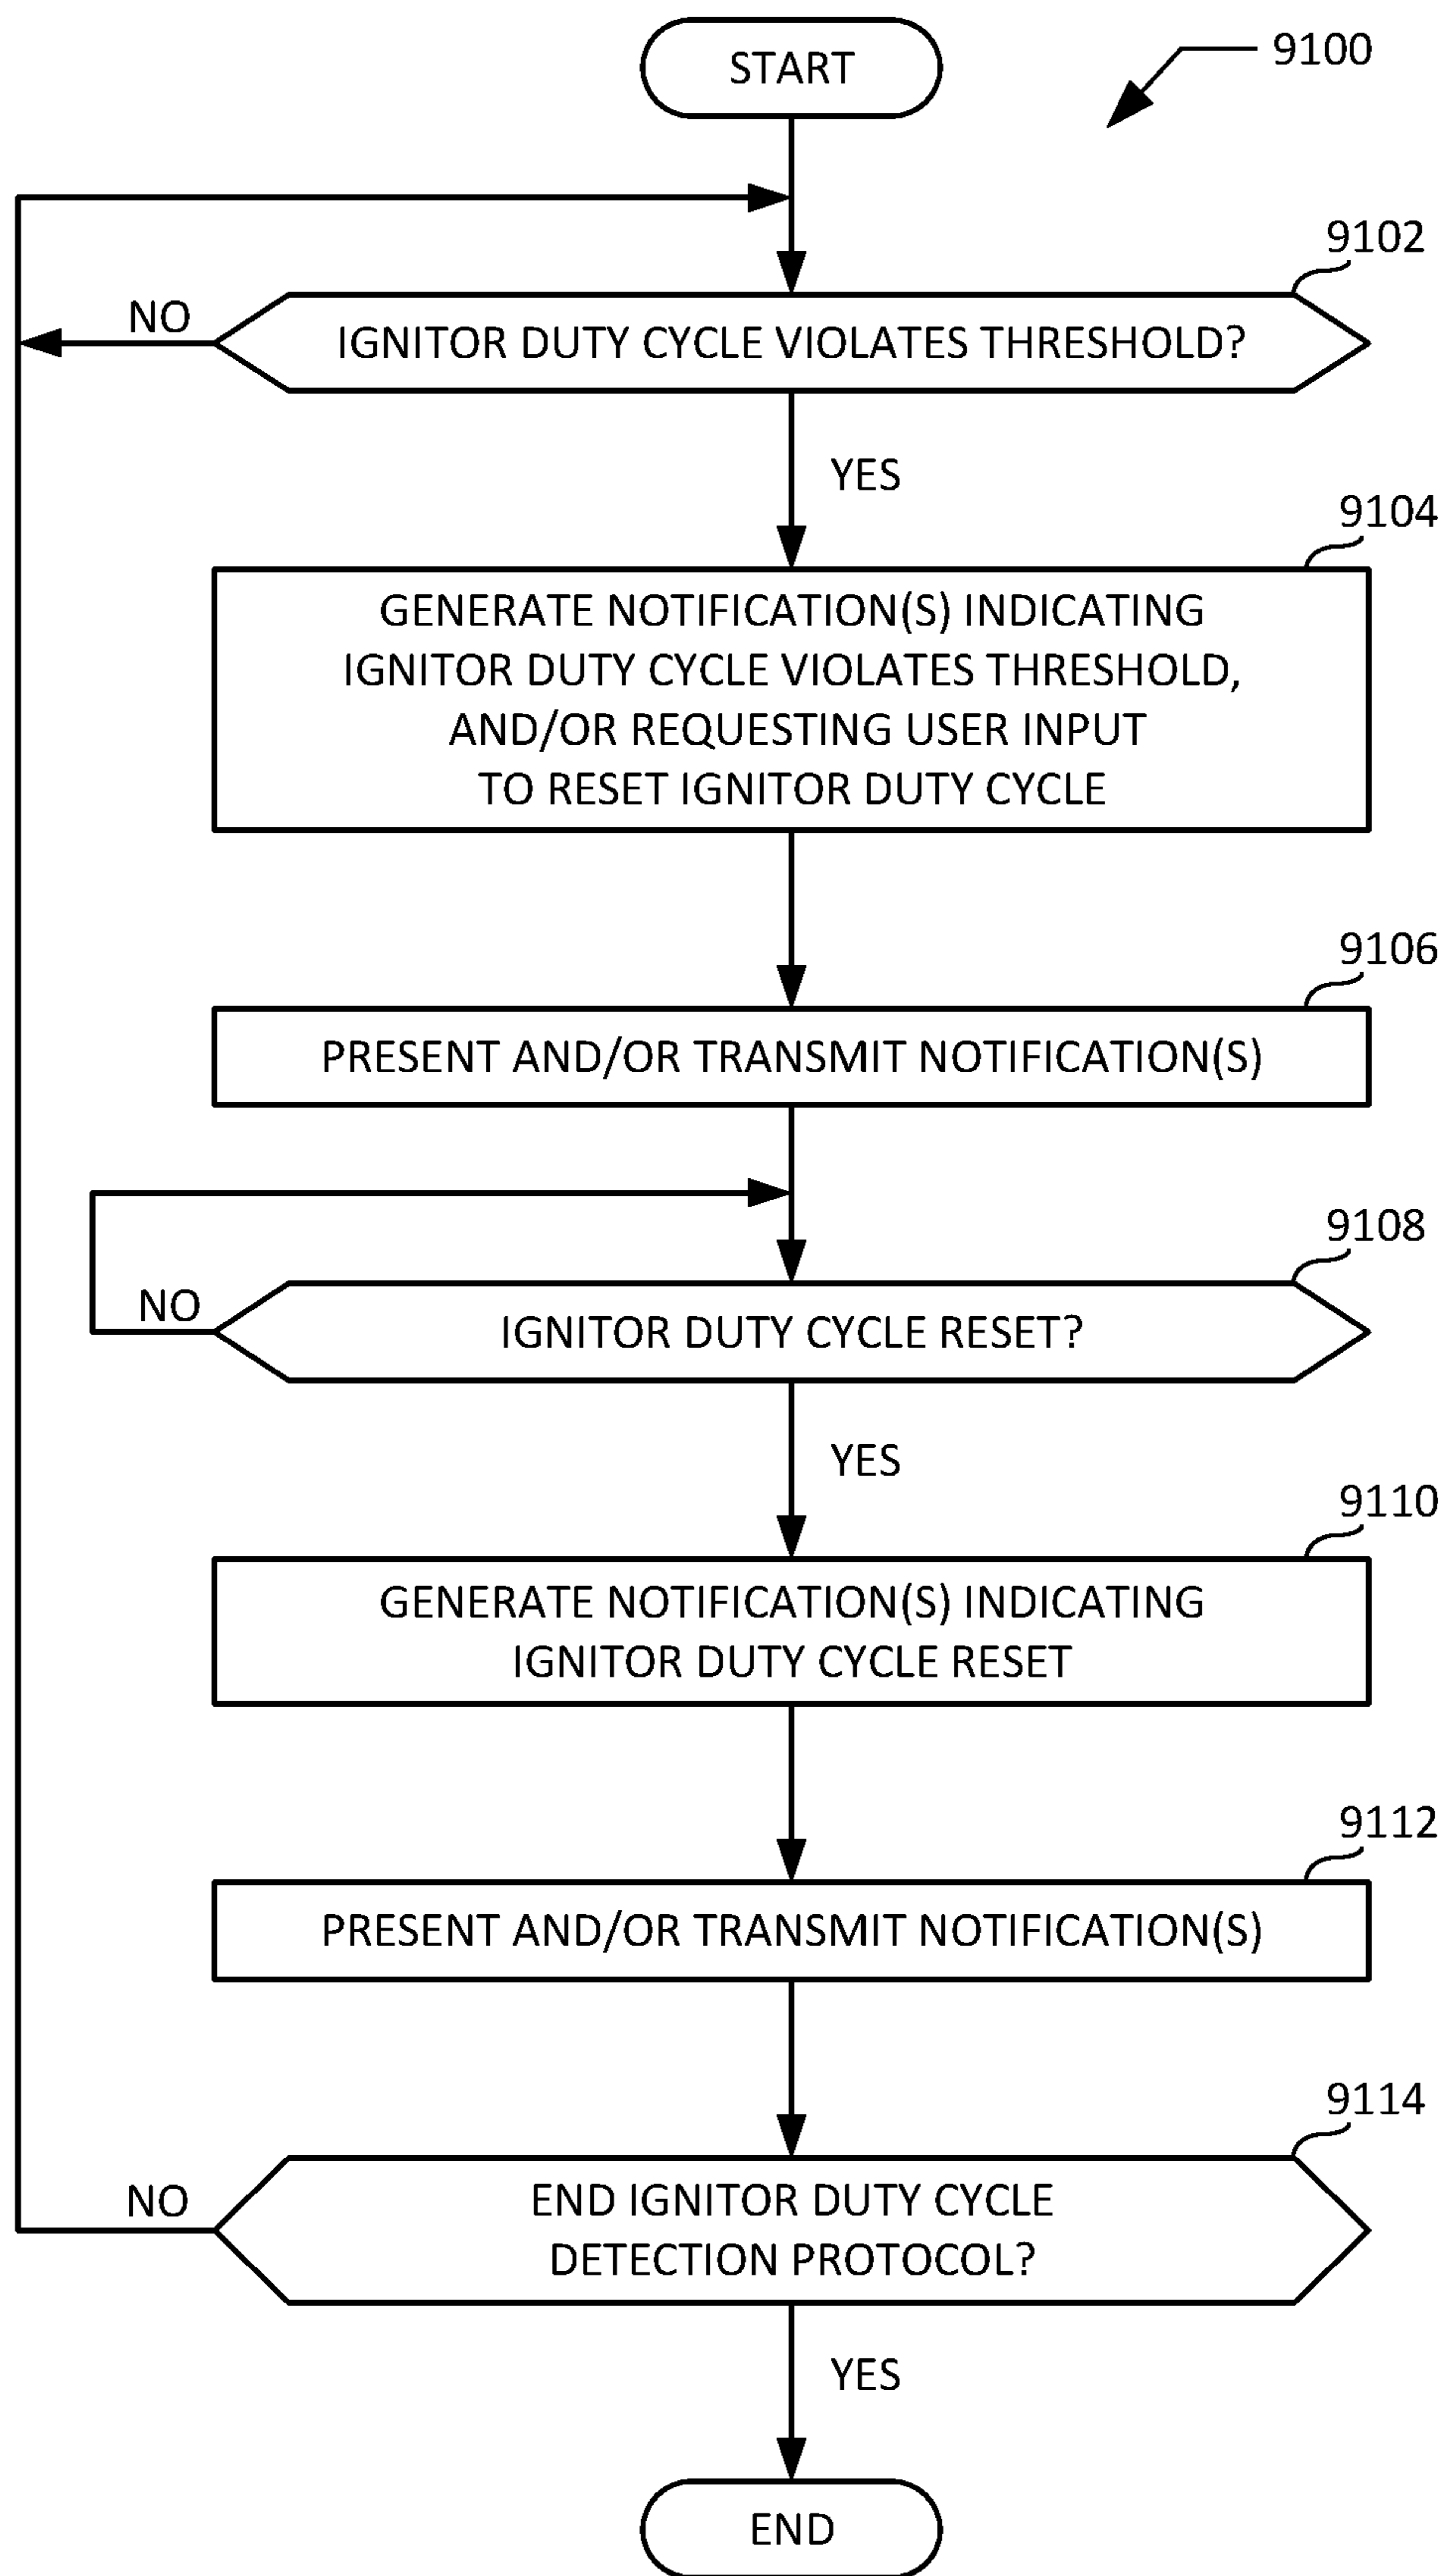 START
9100
9102
NO
IGNITOR DUTY CYCLE VIOLATES THRESHOLD?
YES
9104
GENERATE NOTIFICATION(S) INDICATING
IGNITOR DUTY CYCLE VIOLATES THRESHOLD,
AND/OR REQUESTING USER INPUT
TO RESET IGNITOR DUTY CYCLE
9106
PRESENT AND/OR TRANSMIT NOTIFICATION(S)
9108
NO
IGNITOR DUTY CYCLE RESET?
YES
9110
GENERATE NOTIFICATION(S) INDICATING
IGNITOR DUTY CYCLE RESET
9112
PRESENT AND/OR TRANSMIT NOTIFICATION(S)
9114
NO
END IGNITOR DUTY CYCLE
DETECTION PROTOCOL?
YES
END